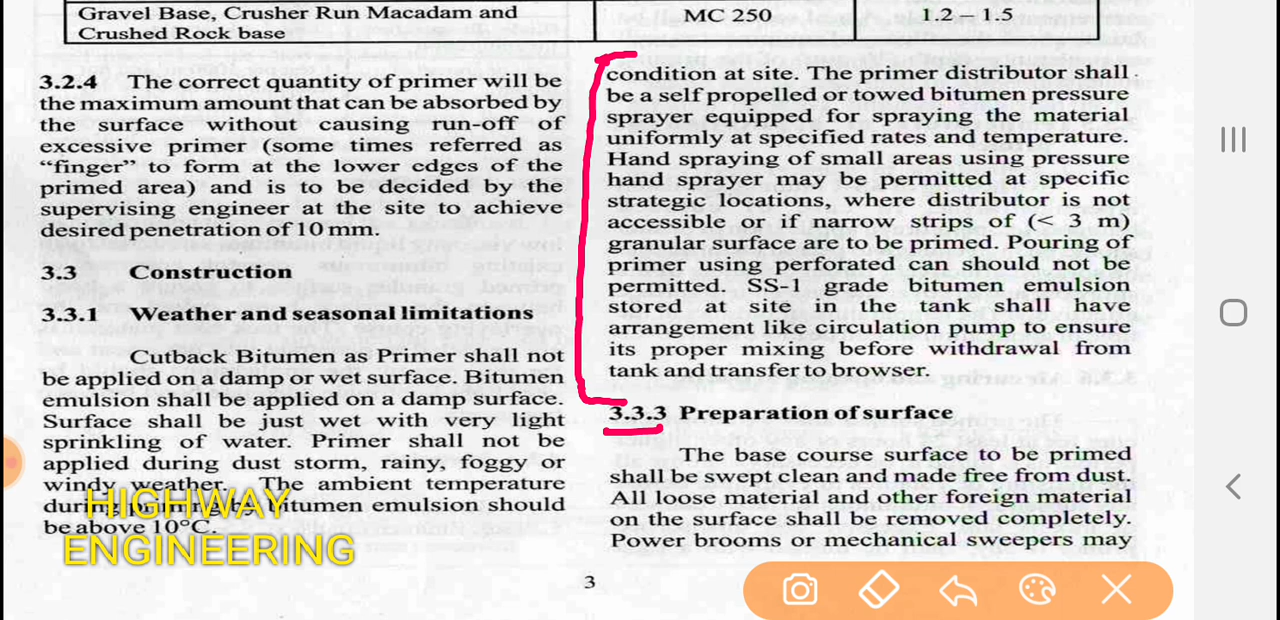 Gravel Base, Crusher Run Macadam and
Crushed Rock base
MC 250
1.2 – 1.5
3.2.4 The correct quantity of primer will be
the maximum amount that can be absorbed by
the surface without causing run-off of
excessive primer (some times referred as
“finger” to form at the lower edges of the
primed area) and is to be decided by the
supervising engineer at the site to achieve
desired penetration of 10 mm.
3.3 Construction
3.3.1 Weather and seasonal limitations
Cutback Bitumen as Primer shall not
be applied on a damp or wet surface. Bitumen
emulsion shall be applied on a damp surface.
Surface shall be just wet with very light
sprinkling of water. Primer shall not be
applied during dust storm, rainy, foggy or
windy weather. The ambient temperature
during bitumen emulsion should
be above 10°C.
HIGHWAY
ENGINEERING
condition at site. The primer distributor shall
be a self propelled or towed bitumen pressure
sprayer equipped for spraying the material
uniformly at specified rates and temperature.
Hand spraying of small areas using pressure
hand sprayer may be permitted at specific
strategic locations, where distributor is not
accessible or if narrow strips of (< 3 m)
granular surface are to be primed. Pouring of
primer using perforated can should not be
permitted. SS-1 grade bitumen emulsion
stored at site in the tank shall have
arrangement like circulation pump to ensure
its proper mixing before withdrawal from
tank and transfer to browser.
3.3.3 Preparation of surface
The base course surface to be primed
shall be swept clean and made free from dust.
All loose material and other foreign material
on the surface shall be removed completely.
Power brooms or mechanical sweepers may
3